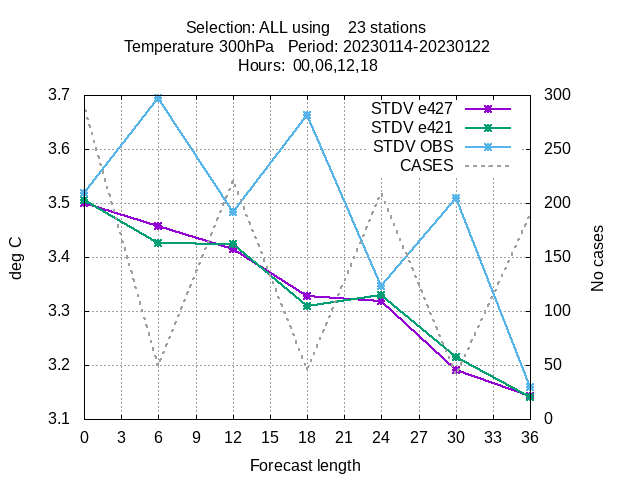 Selection: ALL using    23 stations
Temperature 300hPa   Period: 20230114-20230122
Hours:  00,06,12,18
3.7
3.6
3.5
3.4
3.3
3.2
3.1
deg C
STDV e427
STDV e421
STDV OBS
CASES
300
250
200
150
100
50
0
No cases
0 3 6 9 12 15 18 21 24 27 30 33 36
Forecast length